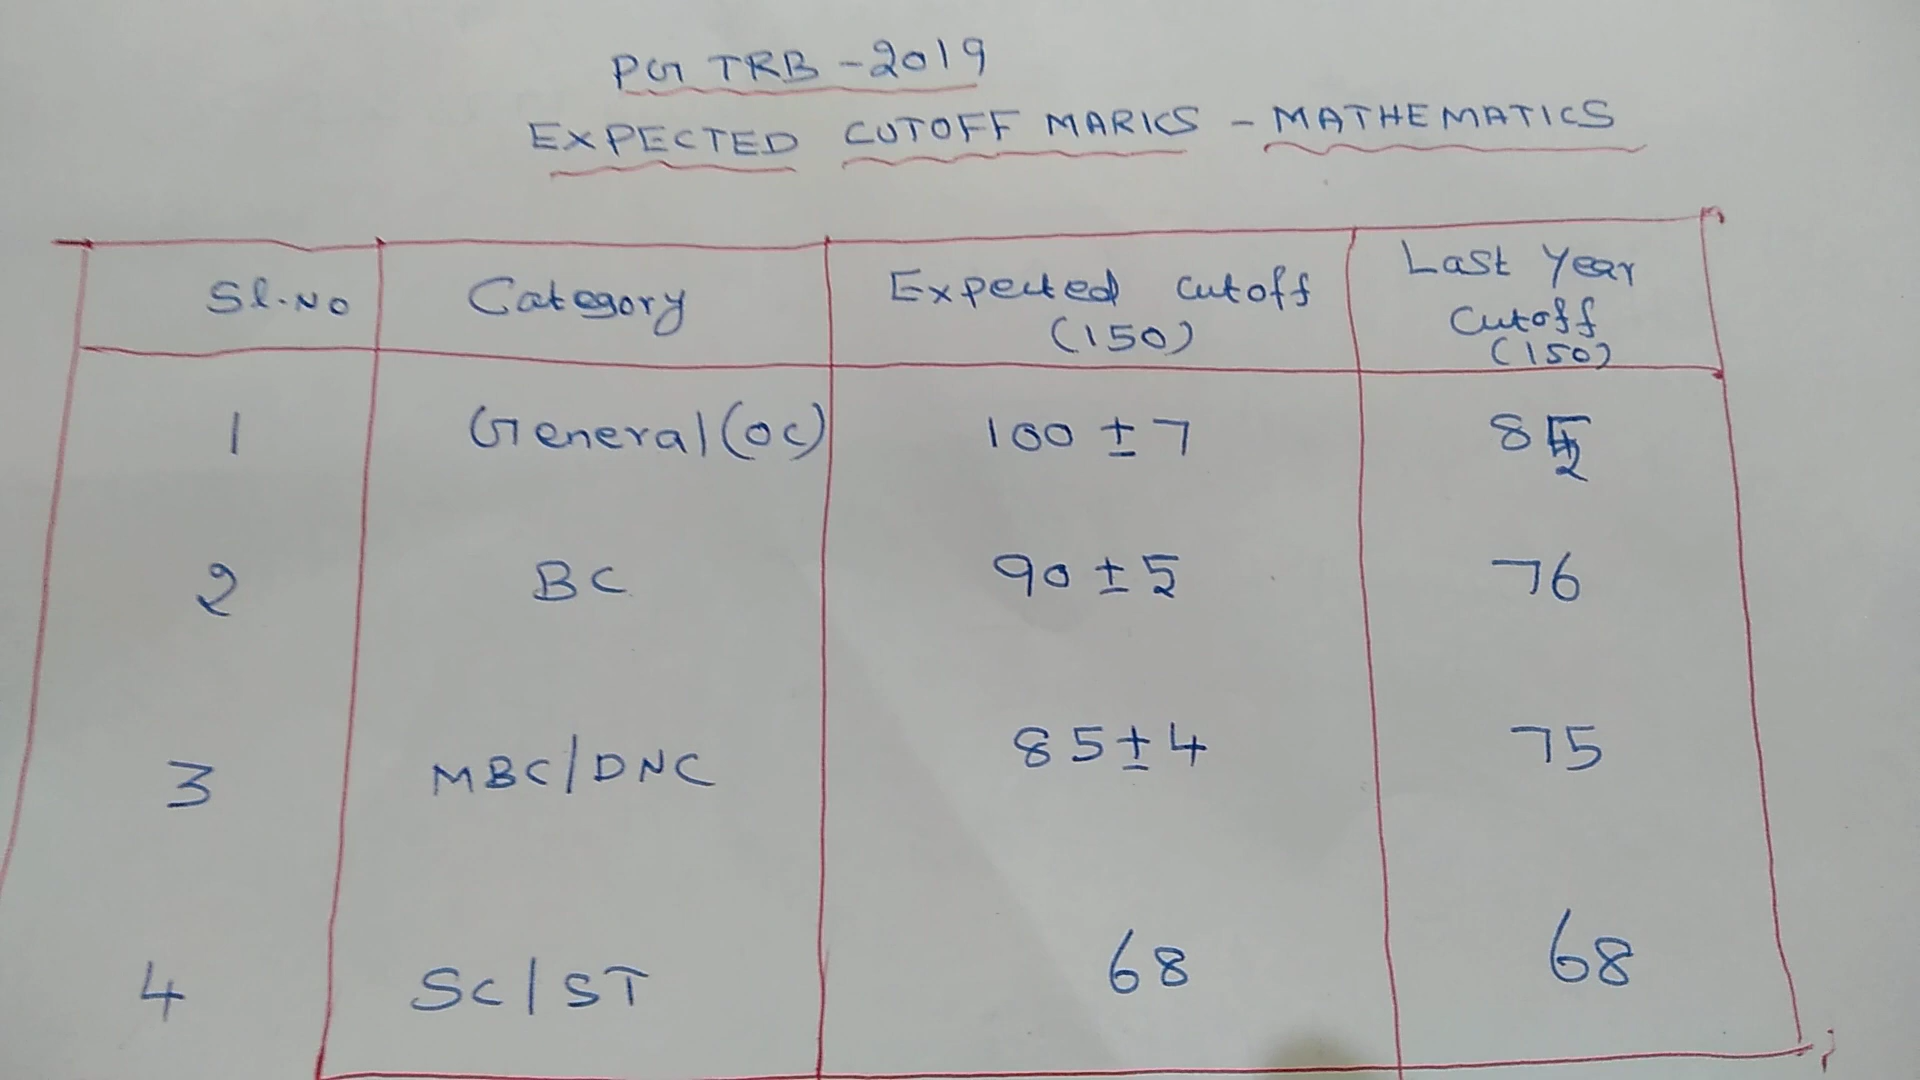 PG TRB - 2019
EXPECTED CUTOFF MARKS - MATHEMATICS
Sl.No Category Expected cutoff (150) Last Year Cutoff (150)
1 General (OC) 100 ± 7
2 BC 90 ± 5 76
3 MBC/DNC 85 ± 4 75
4 SC/ST 68 68